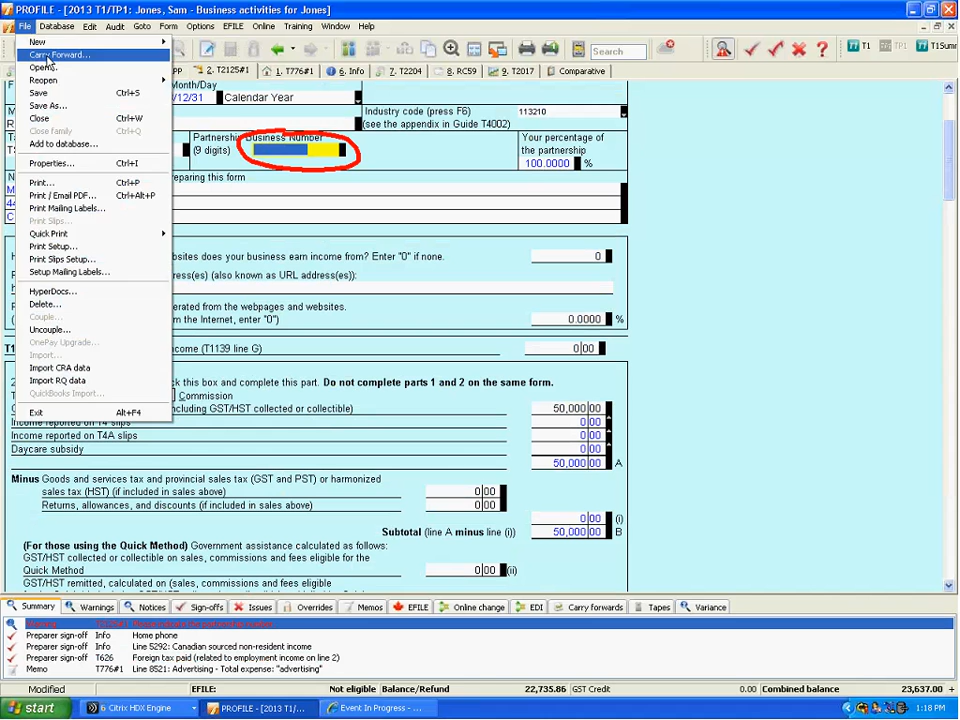 PROFILE - [2013 T1/TP1: Jones, Sam - Business activities for Jones]
File Database Edit Audit Goto Form Options EFILE Online Training Window Help
Search T1 TP1 T1Summ
2. T2125#1 1. T776#1 6. Info 7. T2204 8. RC59 9. T2017 Comparative
New
Carry Forward...
Open...
Reopen
Save Ctrl+S
Save As...
Close Ctrl+W
Close family Ctrl+Q
Add to database...
Properties... Ctrl+I
Print... Ctrl+P
Print / Email PDF... Ctrl+Alt+P
Print Mailing Labels...
Print Slips...
Quick Print
Print Setup...
Print Slips Setup...
Setup Mailing Labels...
HyperDocs...
Delete...
Couple...
Uncouple...
OnePay Upgrade...
Import...
Import CRA data
Import RQ data
QuickBooks Import...
Exit Alt+F4
Month/Day
/12/31 Calendar Year
Industry code (press F6) 113210
(see the appendix in Guide T4002)
Partnership Business Number
(9 digits)
Your percentage of
the partnership
100.0000 %
reparing this form
ebsites does your business earn income from? Enter "0" if none. 0
ess(es) (also known as URL address(es)):
erated from the webpages and websites.
om the Internet, enter "0") 0.0000 %
come (T1139 line G) 0 00
ck this box and complete this part. Do not complete parts 1 and 2 on the same form.
Commission
ncluding GST/HST collected or collectible) 50,000 00
Income reported on T4 slips 0 00
Income reported on T4A slips 0 00
Daycare subsidy 0 00
50,000 00 A
Minus Goods and services tax and provincial sales tax (GST and PST) or harmonized
sales tax (HST) (if included in sales above) 0 00
Returns, allowances, and discounts (if included in sales above) 0 00
0 00 (i)
Subtotal (line A minus line (i)) 50,000 00 B
(For those using the Quick Method) Government assistance calculated as follows:
GST/HST collected or collectible on sales, commissions and fees eligible for the
Quick Method 0 00 (ii)
GST/HST remitted, calculated on (sales, commissions and fees eligible
Summary Warnings Notices Sign-offs Issues Overrides Memos EFILE Online change EDI Carry forwards Tapes Variance
Preparer sign-off Info Home phone
Preparer sign-off Info Line 5292: Canadian sourced non-resident income
Preparer sign-off T626 Foreign tax paid (related to employment income on line 2)
Memo T776#1 Line 8521: Advertising - Total expense: "advertising"
Modified EFILE: Not eligible Balance/Refund 22,735.86 GST Credit 0.00 Combined balance 23,637.00
start 6 Citrix HDX Engine PROFILE - [2013 T1/... Event In Progress - ... 1:18 PM